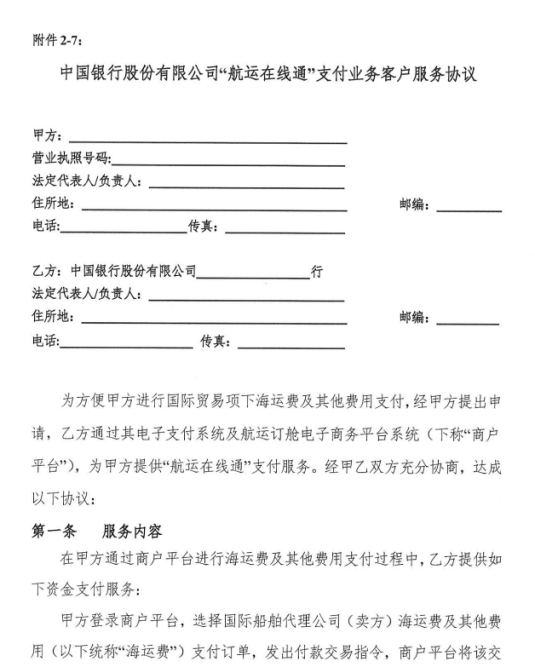 附件 2-7：
中国银行股份有限公司“航运在线通”支付业务客户服务协议
甲方：
营业执照号码:
法定代表人/负责人：
住所地： 邮编：
电话: 传真：
乙方：中国银行股份有限公司 行
法定代表人/负责人：
住所地： 邮编：
电话: 传真：
为方便甲方进行国际贸易项下海运费及其他费用支付，经甲方提出申
请，乙方通过其电子支付系统及航运订舱电子商务平台系统（下称“商户
平台”），为甲方提供“航运在线通”支付服务。经甲乙双方充分协商，达成
以下协议：
第一条 服务内容
在甲方通过商户平台进行海运费及其他费用支付过程中，乙方提供如
下资金支付服务：
甲方登录商户平台，选择国际船舶代理公司（卖方）海运费及其他费
用（以下统称“海运费”）支付订单，发出付款交易指令，商户平台将该交